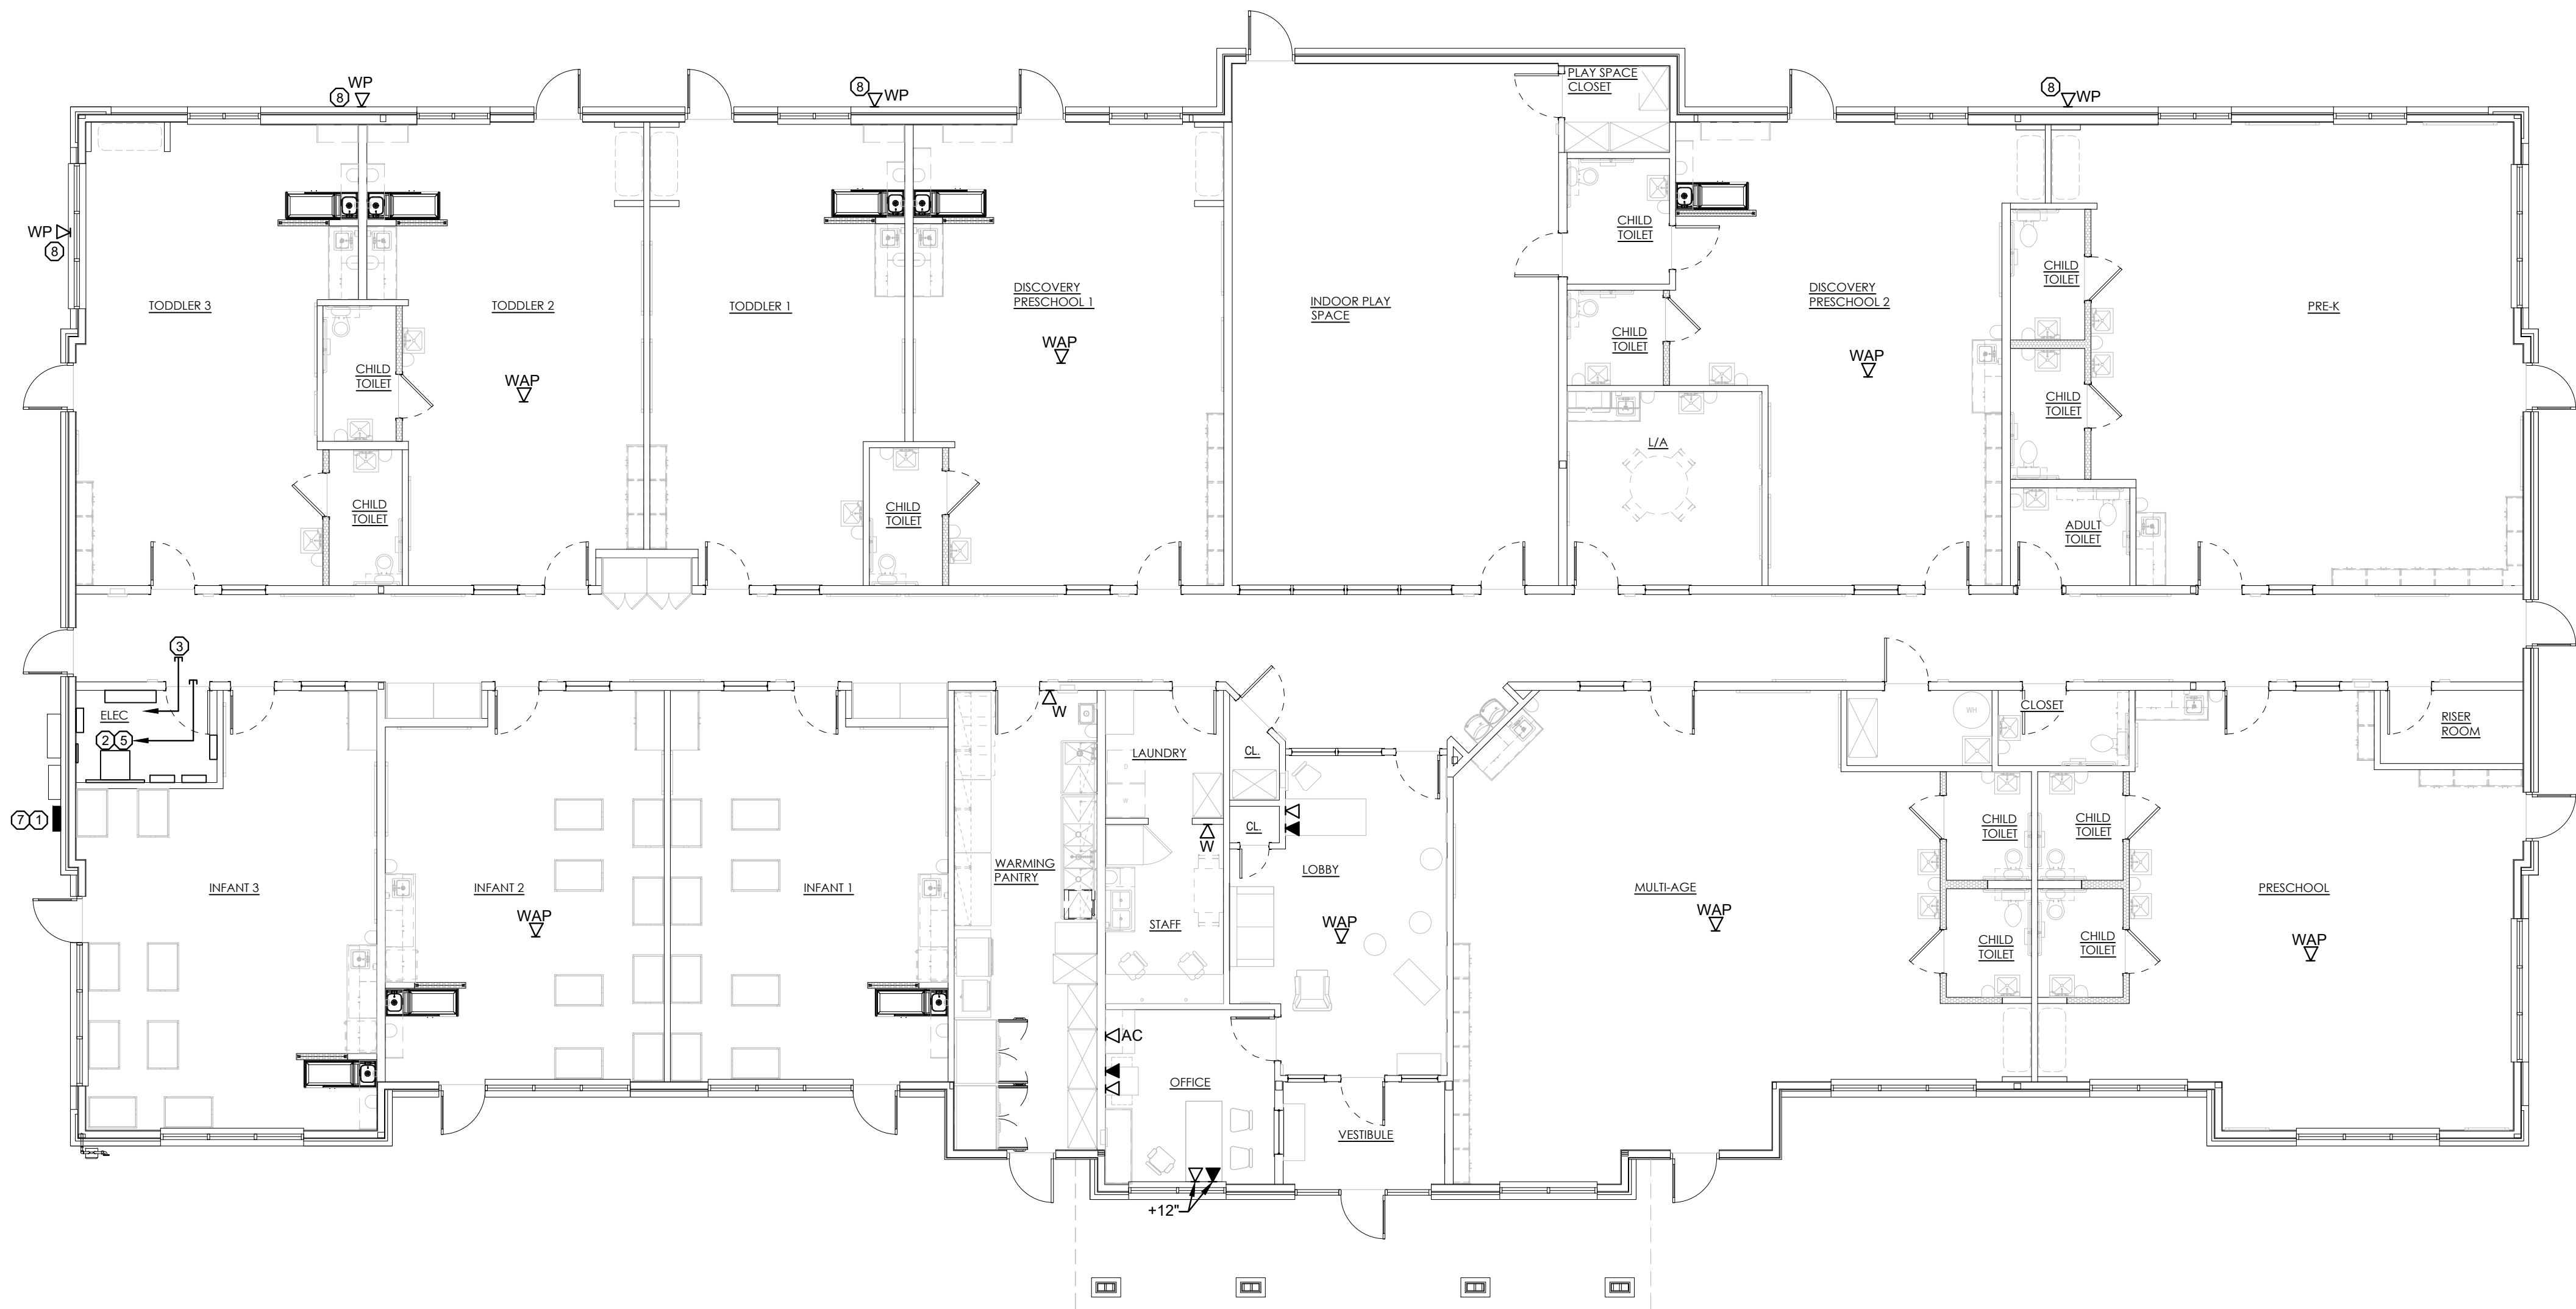 WP
8
8
WP
8
WP
PLAY SPACE
CLOSET
WP
8
TODDLER 3
TODDLER 2
TODDLER 1
DISCOVERY
PRESCHOOL 1
INDOOR PLAY
SPACE
CHILD
TOILET
DISCOVERY
PRESCHOOL 2
CHILD
TOILET
PRE-K
CHILD
TOILET
WAP
WAP
CHILD
TOILET
WAP
CHILD
TOILET
L/A
CHILD
TOILET
CHILD
TOILET
ADULT
TOILET
3
ELEC
2 5
7 1
W
LAUNDRY
CL.
CL.
W
CLOSET
WH
RISER
ROOM
W
INFANT 3
INFANT 2
WAP
INFANT 1
WARMING
PANTRY
STAFF
LOBBY
WAP
MULTI-AGE
WAP
CHILD
TOILET
CHILD
TOILET
PRESCHOOL
WAP
CHILD
TOILET
CHILD
TOILET
AC
OFFICE
VESTIBULE
+12"